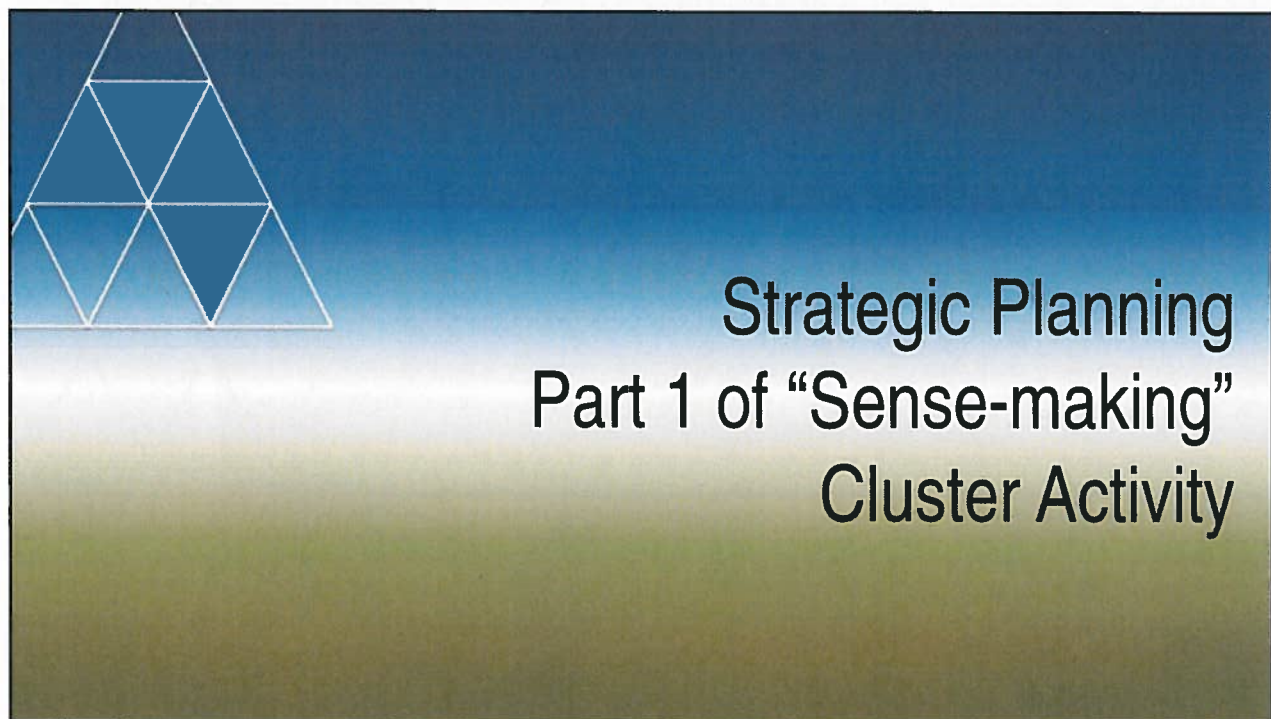 Strategic Planning
Part 1 of “Sense-making”
Cluster Activity